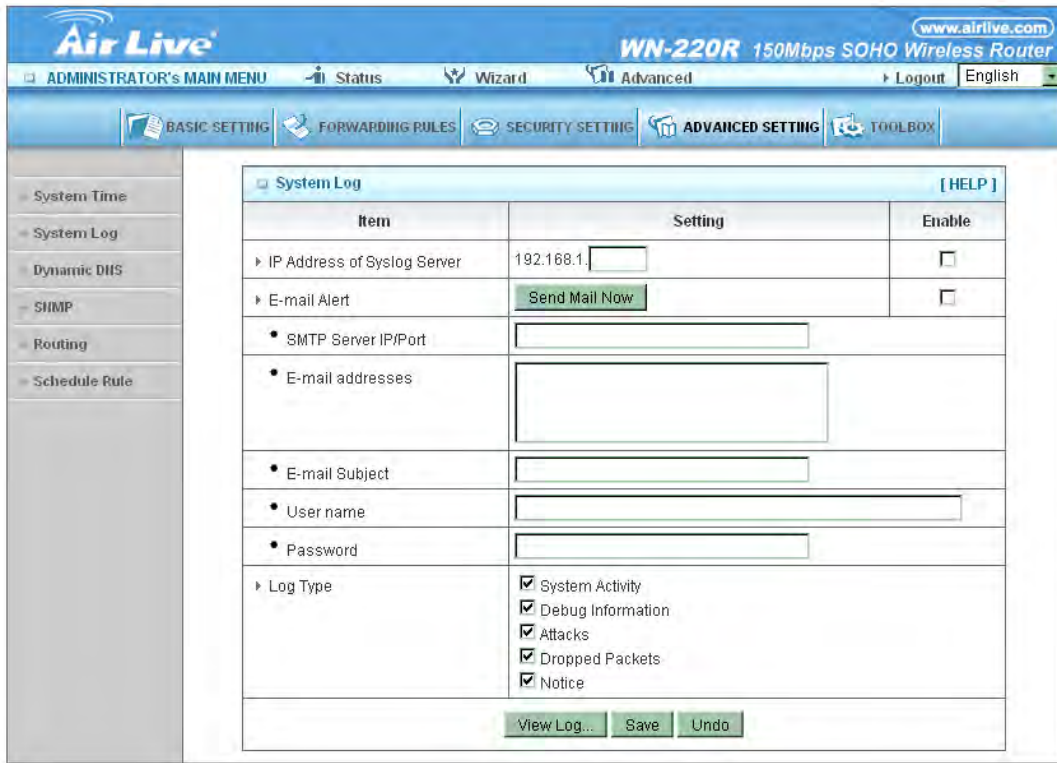 Air Live
www.airlive.com
WN-220R 150Mbps SOHO Wireless Router
ADMINISTRATOR's MAIN MENU Status Wizard Advanced Logout English
BASIC SETTING FORWARDING RULES SECURITY SETTING ADVANCED SETTING TOOLBOX
System Time
System Log
Dynamic DNS
SNMP
Routing
Schedule Rule
System Log [ HELP ]
Item Setting Enable
IP Address of Syslog Server 192.168.1.
E-mail Alert Send Mail Now
SMTP Server IP/Port
E-mail addresses
E-mail Subject
User name
Password
Log Type
System Activity
Debug Information
Attacks
Dropped Packets
Notice
View Log... Save Undo